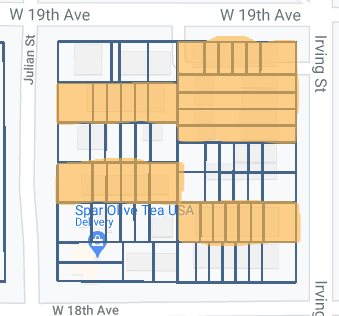 W 19th Ave
W 19th Ave
Julian St
Irving St
Spar Olive Tea USA
Delivery
W 18th Ave
Irving